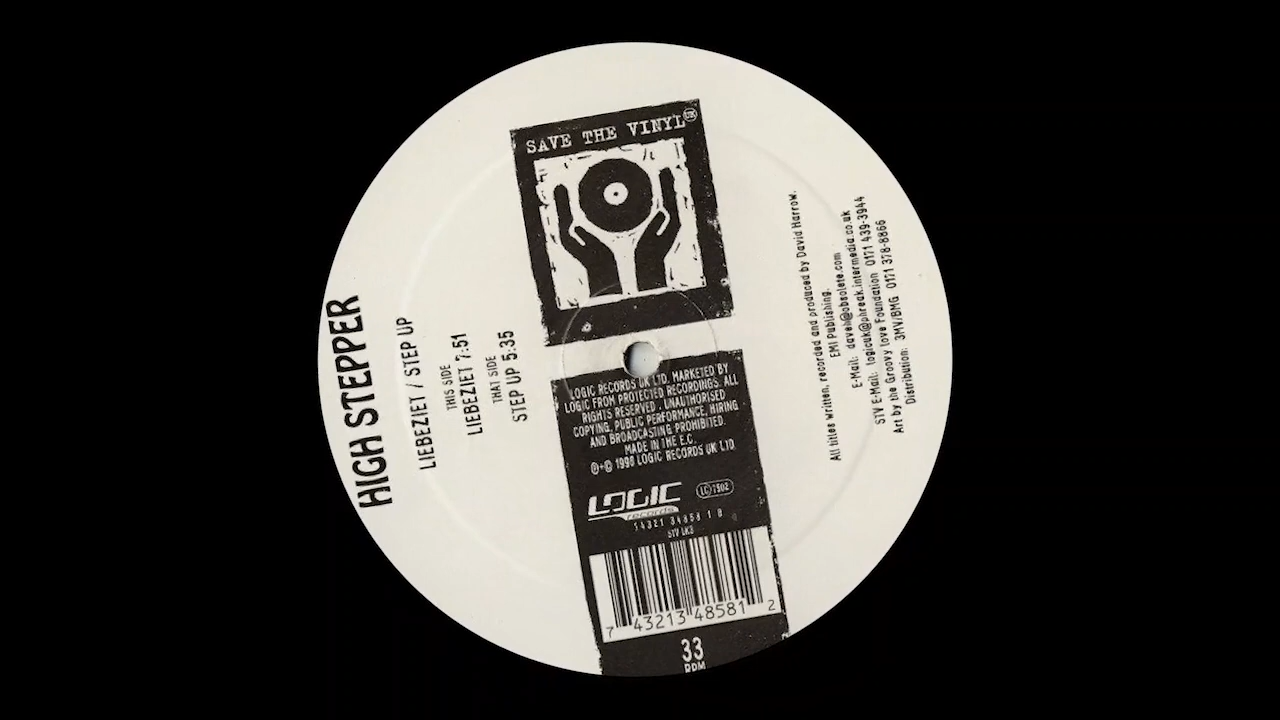 HIGH STEPPER
LIEBEZIET / STEP UP
THIS SIDE
LIEBEZIET 7:51
THAT SIDE
STEP UP 5:35
SAVE THE VINYL UK
LOGIC RECORDS UK LTD. MARKETED BY
LOGIC FROM PROTECTED RECORDINGS. ALL
RIGHTS RESERVED. UNAUTHORISED
COPYING, PUBLIC PERFORMANCE, HIRING
AND BROADCASTING PROHIBITED.
MADE IN THE E.C.
℗+© 1998 LOGIC RECORDS UK LTD
LOGIC
records
LC 7502
74321 34858 1 B
7 43213 48581 2
33
RPM
All titles written, recorded and produced by David Harrow.
EMI Publishing.
E-Mail: daveh@obsolete.com
logicuk@phreak.intermedia.co.uk
STV E-Mail: 
Art by the Groovy love Foundation 0171 439-3944
Distribution: 3MV/BMG 0171 378-8866